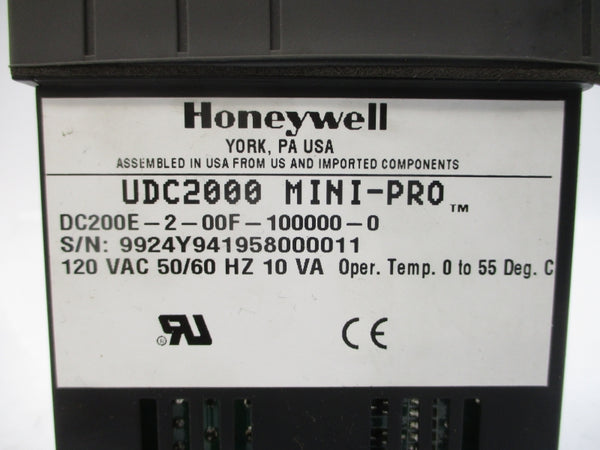 Honeywell
YORK, PA USA
ASSEMBLED IN USA FROM US AND IMPORTED COMPONENTS
UDC2000 MINI-PRO™
DC200E-2-00F-100000-0
S/N: 9924Y941958000011
120 VAC 50/60 HZ 10 VA Oper. Temp. 0 to 55 Deg. C
RU® CE